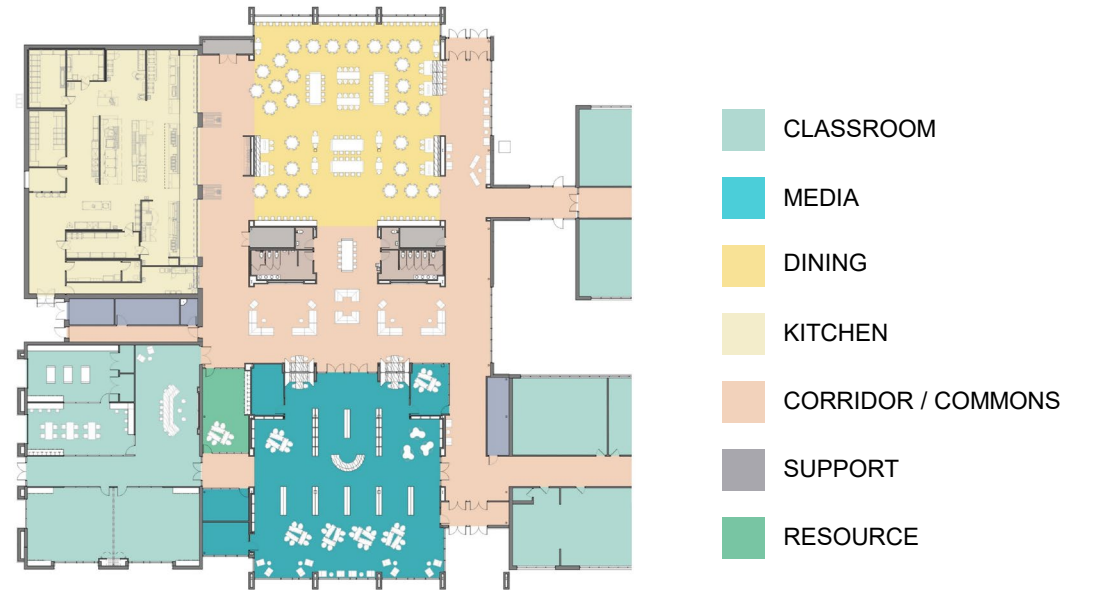 CLASSROOM
MEDIA
DINING
KITCHEN
CORRIDOR / COMMONS
SUPPORT
RESOURCE